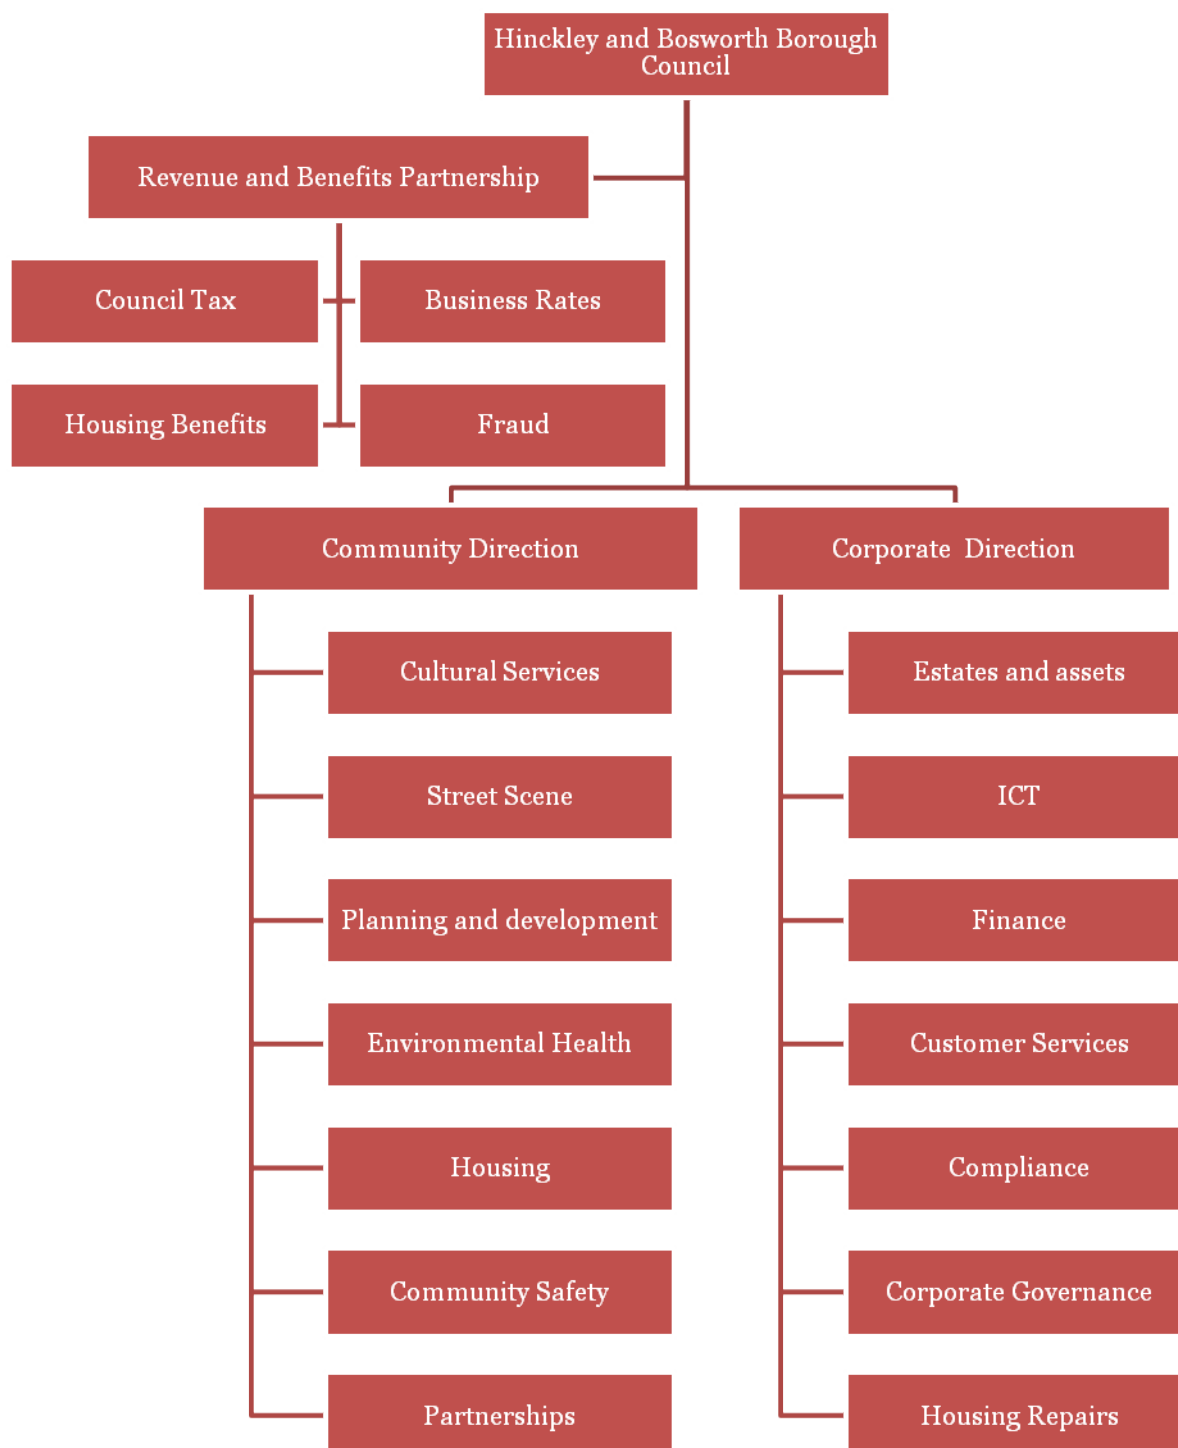 Hinckley and Bosworth Borough
Council
Revenue and Benefits Partnership
Council Tax
Business Rates
Housing Benefits
Fraud
Community Direction
Cultural Services
Street Scene
Planning and development
Environmental Health
Housing
Community Safety
Partnerships
Corporate  Direction
Estates and assets
ICT
Finance
Customer Services
Compliance
Corporate Governance
Housing Repairs